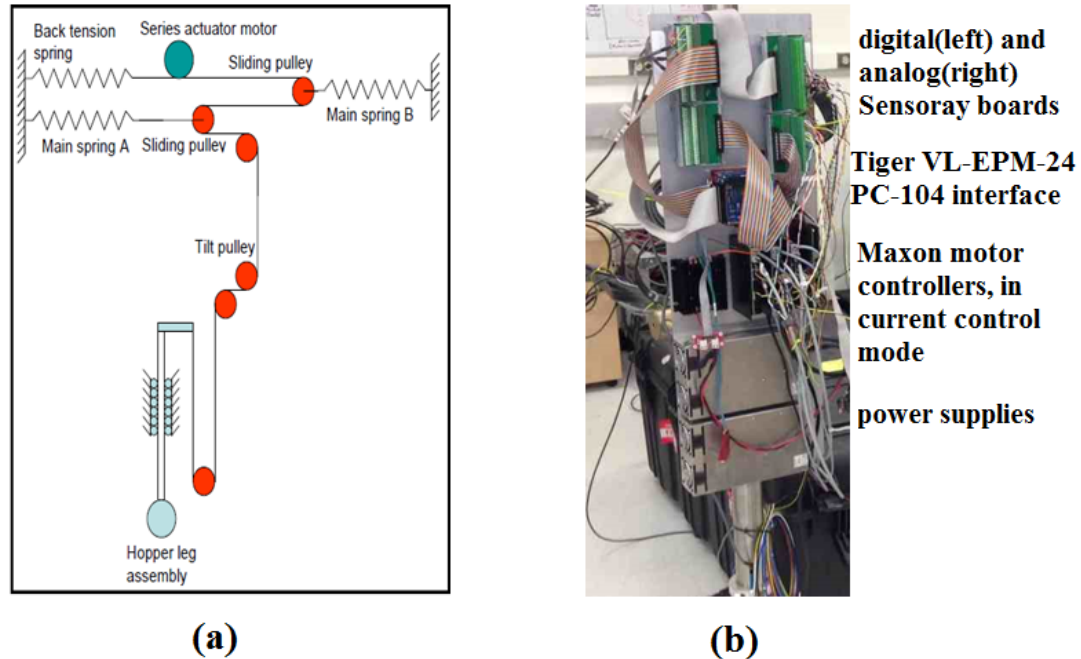 Back tension
spring
Series actuator motor
Sliding pulley
Main spring B
Main spring A
Sliding pulley
Tilt pulley
Hopper leg
assembly
(a)
digital(left) and
analog(right)
Sensoray boards
Tiger VL-EPM-24
PC-104 interface
Maxon motor
controllers, in
current control
mode
power supplies
(b)